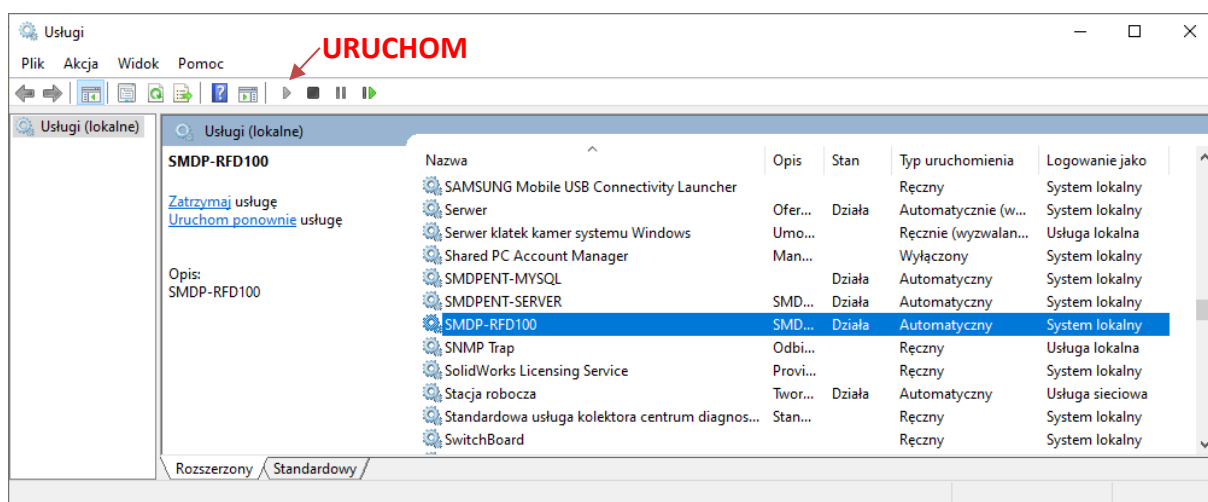 Usługi
URUCHOM
Plik Akcja Widok Pomoc
Usługi (lokalne)
Usługi (lokalne)
SMDP-RFD100
Zatrzymaj usługę
Uruchom ponownie usługę
Opis:
SMDP-RFD100
Nazwa Opis Stan Typ uruchomienia Logowanie jako
SAMSUNG Mobile USB Connectivity Launcher Ręczny System lokalny
Serwer Ofer... Działa Automatycznie (w... System lokalny
Serwer klatek kamer systemu Windows Umo... Ręcznie (wyzwalan... Usługa lokalna
Shared PC Account Manager Man... Wyłączony System lokalny
SMDPENT-MYSQL Działa Automatyczny System lokalny
SMDPENT-SERVER SMD... Działa Automatyczny System lokalny
SMDP-RFD100 SMD... Działa Automatyczny System lokalny
SNMP Trap Odbi... Ręczny Usługa lokalna
SolidWorks Licensing Service Provi... Ręczny System lokalny
Stacja robocza Twor... Działa Automatyczny Usługa sieciowa
Standardowa usługa kolektora centrum diagnos... Stan... Ręczny System lokalny
SwitchBoard Ręczny System lokalny
Rozszerzony Standardowy